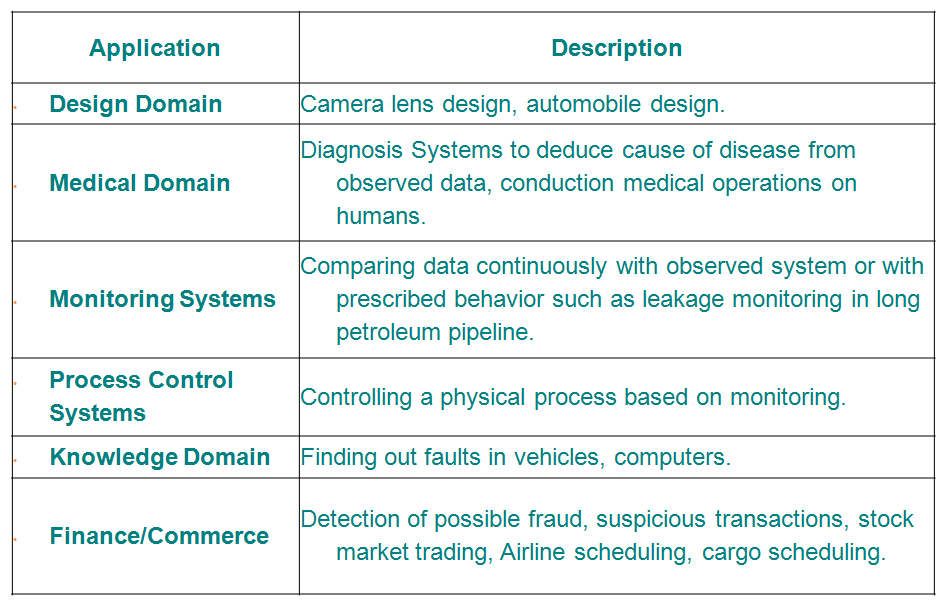 Application
Description
Design Domain
Camera lens design, automobile design.
Medical Domain
Diagnosis Systems to deduce cause of disease from
observed data, conduction medical operations on
humans.
Monitoring Systems
Comparing data continuously with observed system or with
prescribed behavior such as leakage monitoring in long
petroleum pipeline.
Process Control
Systems
Controlling a physical process based on monitoring.
Knowledge Domain
Finding out faults in vehicles, computers.
Finance/Commerce
Detection of possible fraud, suspicious transactions, stock
market trading, Airline scheduling, cargo scheduling.